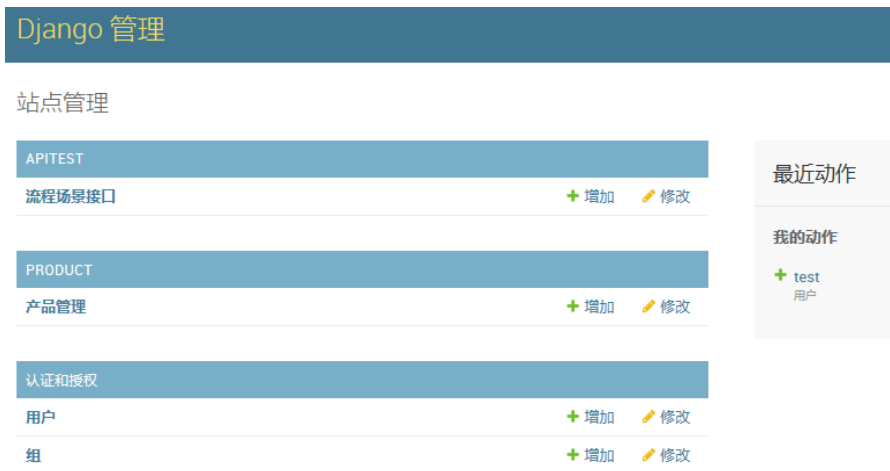 Django 管理
站点管理
APITEST
流程场景接口 增加 修改
PRODUCT
产品管理 增加 修改
认证和授权
用户 增加 修改
组 增加 修改
最近动作
我的动作
test
用户